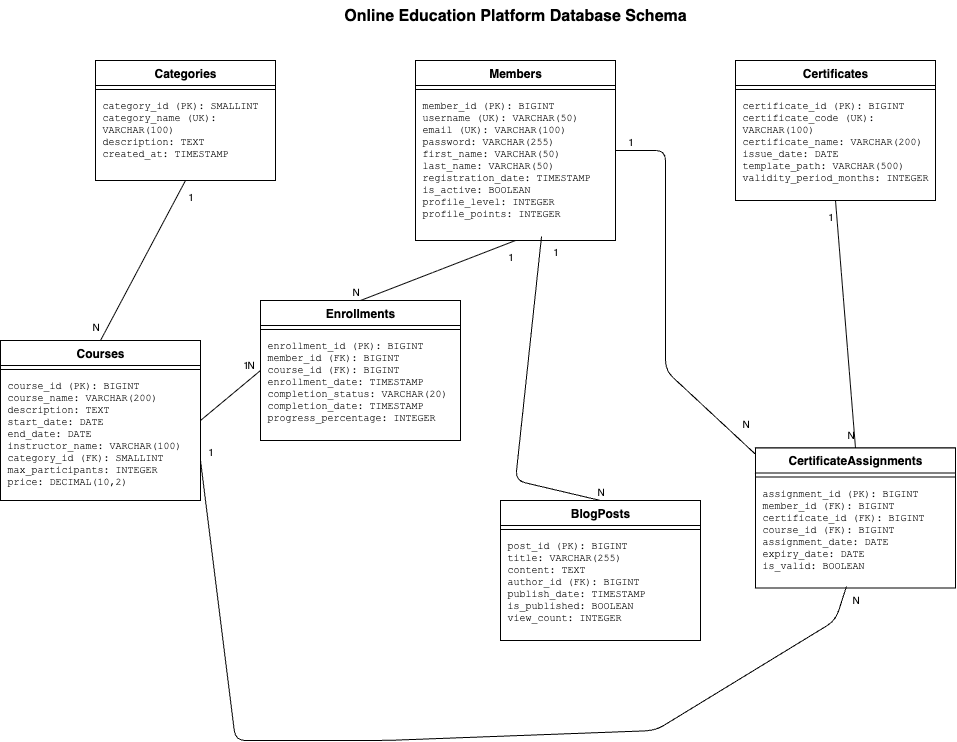 Online Education Platform Database Schema
Categories
category_id (PK): SMALLINT
category_name (UK):
VARCHAR(100)
description: TEXT
created_at: TIMESTAMP
1
N
Members
member_id (PK): BIGINT
username (UK): VARCHAR(50)
email (UK): VARCHAR(100)
password: VARCHAR(255)
first_name: VARCHAR(50)
last_name: VARCHAR(50)
registration_date: TIMESTAMP
is_active: BOOLEAN
profile_level: INTEGER
profile_points: INTEGER
1
1
1
N
Certificates
certificate_id (PK): BIGINT
certificate_code (UK):
VARCHAR(100)
certificate_name: VARCHAR(200)
issue_date: DATE
template_path: VARCHAR(500)
validity_period_months: INTEGER
1
Courses
course_id (PK): BIGINT
course_name: VARCHAR(200)
description: TEXT
start_date: DATE
end_date: DATE
instructor_name: VARCHAR(100)
category_id (FK): SMALLINT
max_participants: INTEGER
price: DECIMAL(10,2)
1N
1
Enrollments
enrollment_id (PK): BIGINT
member_id (FK): BIGINT
course_id (FK): BIGINT
enrollment_date: TIMESTAMP
completion_status: VARCHAR(20)
completion_date: TIMESTAMP
progress_percentage: INTEGER
N
N
CertificateAssignments
assignment_id (PK): BIGINT
member_id (FK): BIGINT
certificate_id (FK): BIGINT
course_id (FK): BIGINT
assignment_date: DATE
expiry_date: DATE
is_valid: BOOLEAN
N
N
BlogPosts
post_id (PK): BIGINT
title: VARCHAR(255)
content: TEXT
author_id (FK): BIGINT
publish_date: TIMESTAMP
is_published: BOOLEAN
view_count: INTEGER